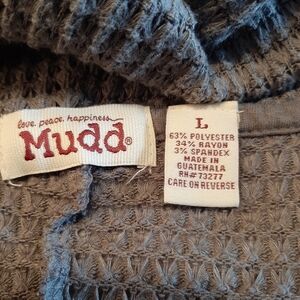 love. peace. happiness.
Mudd®
L
63% POLYESTER
34% RAYON
3% SPANDEX
MADE IN
GUATEMALA
RN# 73277
CARE ON REVERSE